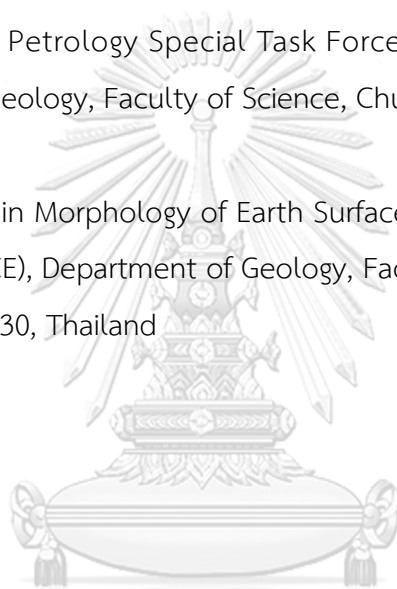 Petrology Special Task Force
eology, Faculty of Science, Chu
in Morphology of Earth Surface
E), Department of Geology, Fac
30, Thailand